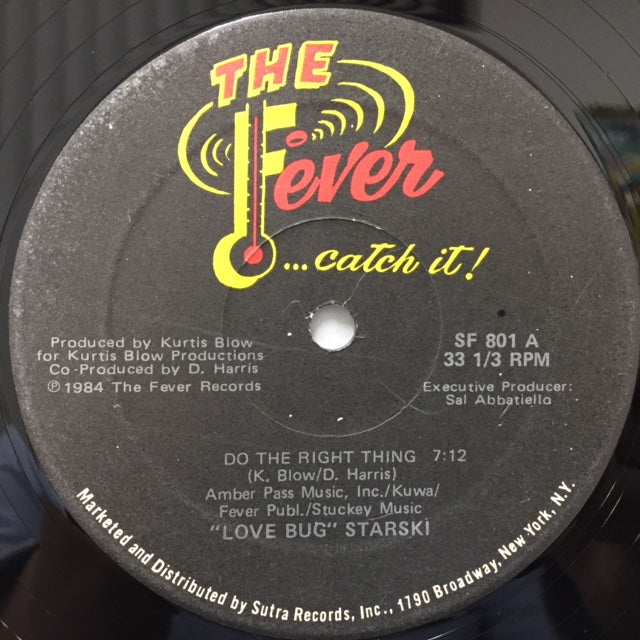 THE
Fever
...catch it!
Produced by Kurtis Blow
for Kurtis Blow Productions
Co-Produced by D. Harris
℗1984 The Fever Records
SF 801 A
33 1/3 RPM
Executive Producer:
Sal Abbatiello
DO THE RIGHT THING 7:12
(K. Blow/D. Harris)
Amber Pass Music, Inc./Kuwa/
Fever Publ./Stuckey Music
"LOVE BUG" STARSKI
Marketed and Distributed by Sutra Records, Inc., 1790 Broadway, New York, N.Y.